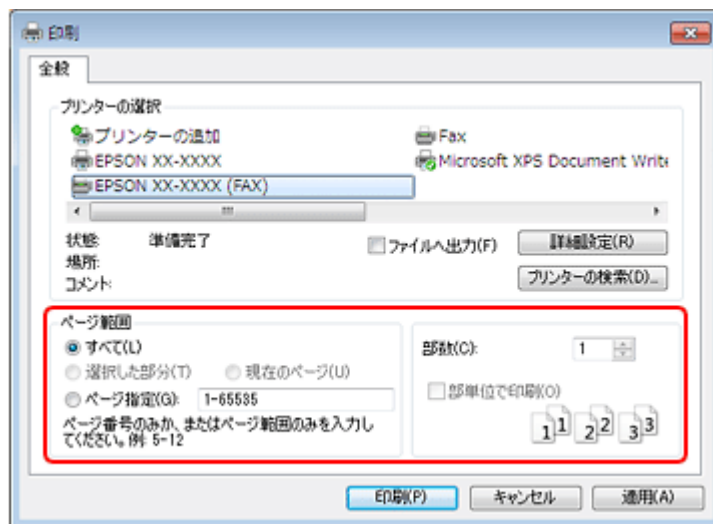 印刷
全般
プリンターの選択
プリンターの追加
Fax
EPSON XX-XXXX
Microsoft XPS Document Write
EPSON XX-XXXX (FAX)
状態: 準備完了
場所:
コメント:
ファイルへ出力(F)
詳細設定(R)
プリンターの検索(D)...
ページ範囲
すべて(L)
選択した部分(T)
現在のページ(U)
ページ指定(G): 1-65535
ページ番号のみか、またはページ範囲のみを入力し
てください。例: 5-12
部数(C): 1
部単位で印刷(O)
11 22 33
印刷(P)
キャンセル
適用(A)